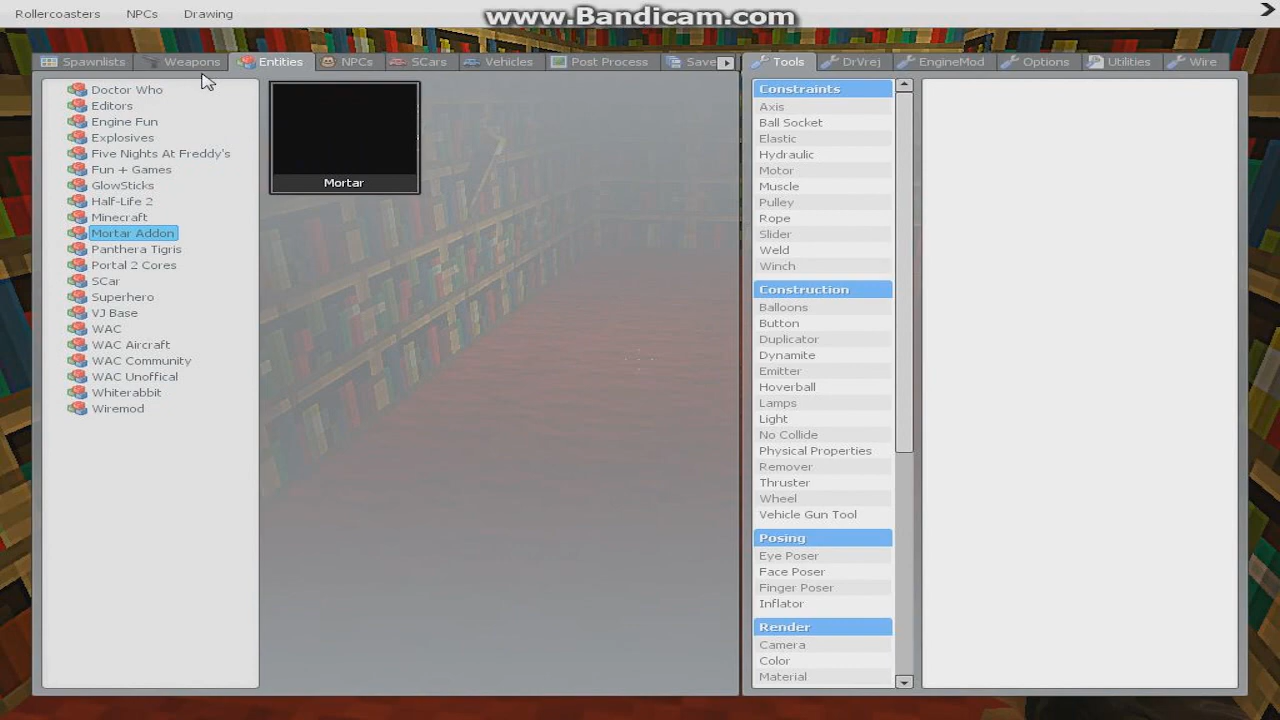 Rollercoasters NPCs Drawing
www.Bandicam.com
Spawnlists Weapons Entities NPCs SCars Vehicles Post Process Save
Tools DrVrej EngineMod Options Utilities Wire
Doctor Who
Editors
Engine Fun
Explosives
Five Nights At Freddy's
Fun + Games
GlowSticks
Half-Life 2
Minecraft
Mortar Addon
Panthera Tigris
Portal 2 Cores
SCar
Superhero
VJ Base
WAC
WAC Aircraft
WAC Community
WAC Unoffical
Whiterabbit
Wiremod
Mortar
Constraints
Axis
Ball Socket
Elastic
Hydraulic
Motor
Muscle
Pulley
Rope
Slider
Weld
Winch
Construction
Balloons
Button
Duplicator
Dynamite
Emitter
Hoverball
Lamps
Light
No Collide
Physical Properties
Remover
Thruster
Wheel
Vehicle Gun Tool
Posing
Eye Poser
Face Poser
Finger Poser
Inflator
Render
Camera
Color
Material